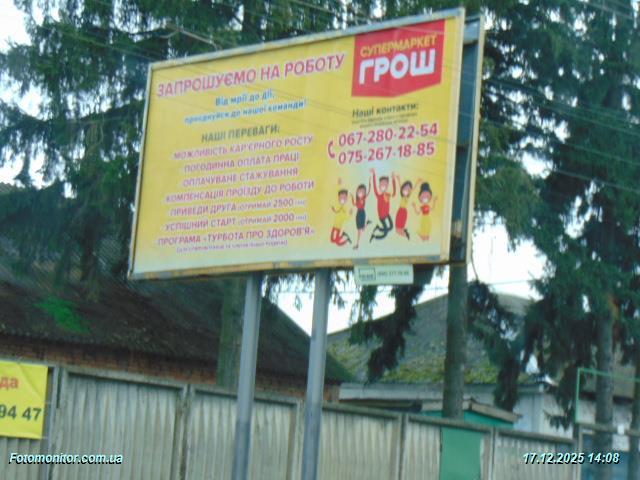 ЗАПРОШУЄМО НА РОБОТУ
Від мрії до дії,
приєднуйся до нашої команди!
СУПЕРМАРКЕТ
ГРОШ
НАШІ ПЕРЕВАГИ:
МОЖЛИВІСТЬ КАР'ЄРНОГО РОСТУ
ПОГОДИННА ОПЛАТА ПРАЦІ
ОПЛАЧУВАНЕ СТАЖУВАННЯ
КОМПЕНСАЦІЯ ПРОЇЗДУ ДО РОБОТИ
ПРИВЕДИ ДРУГА (ОТРИМАЙ 2500 грн)
УСПІШНИЙ СТАРТ (ОТРИМАЙ 2000 грн)
ПРОГРАМА «ТУРБОТА ПРО ЗДОРОВ'Я»
Наші контакти:
067-280-22-54
075-267-18-85
да
94 47
Fotomonitor.com.ua
17.12.2025 14:08